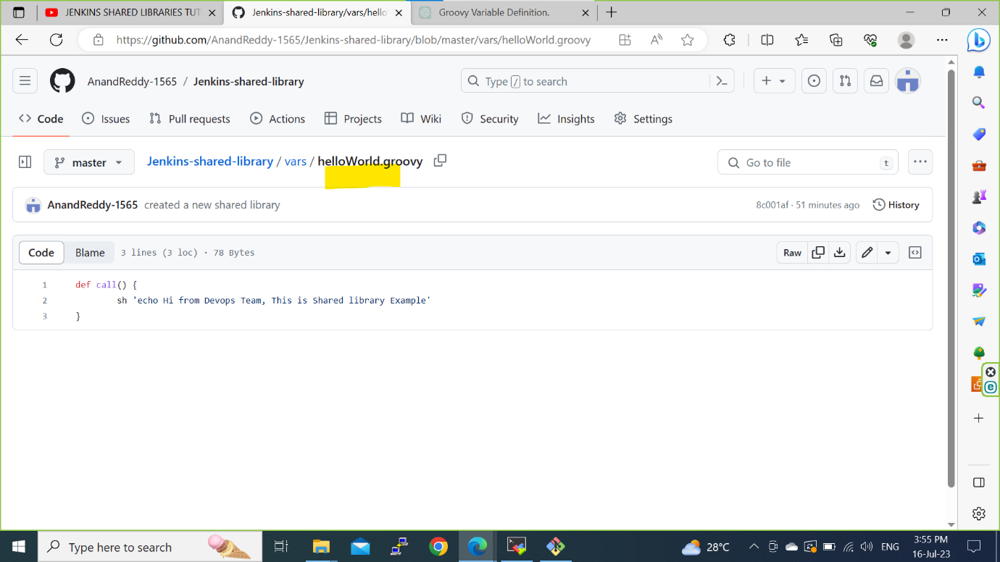 JENKINS SHARED LIBRARIES TUT
Jenkins-shared-library/vars/hello
Groovy Variable Definition.
https://github.com/AnandReddy-1565/Jenkins-shared-library/blob/master/vars/helloWorld.groovy
AnandReddy-1565 / Jenkins-shared-library
Type / to search
Code Issues Pull requests Actions Projects Wiki Security Insights Settings
master
Jenkins-shared-library / vars / helloWorld.groovy
Go to file t
AnandReddy-1565 created a new shared library
8c001af · 51 minutes ago History
Code Blame 3 lines (3 loc) · 78 Bytes
Raw
1 def call() {
2 sh 'echo Hi from Devops Team, This is Shared library Example'
3 }
Type here to search
28°C
ENG
3:55 PM
16-Jul-23